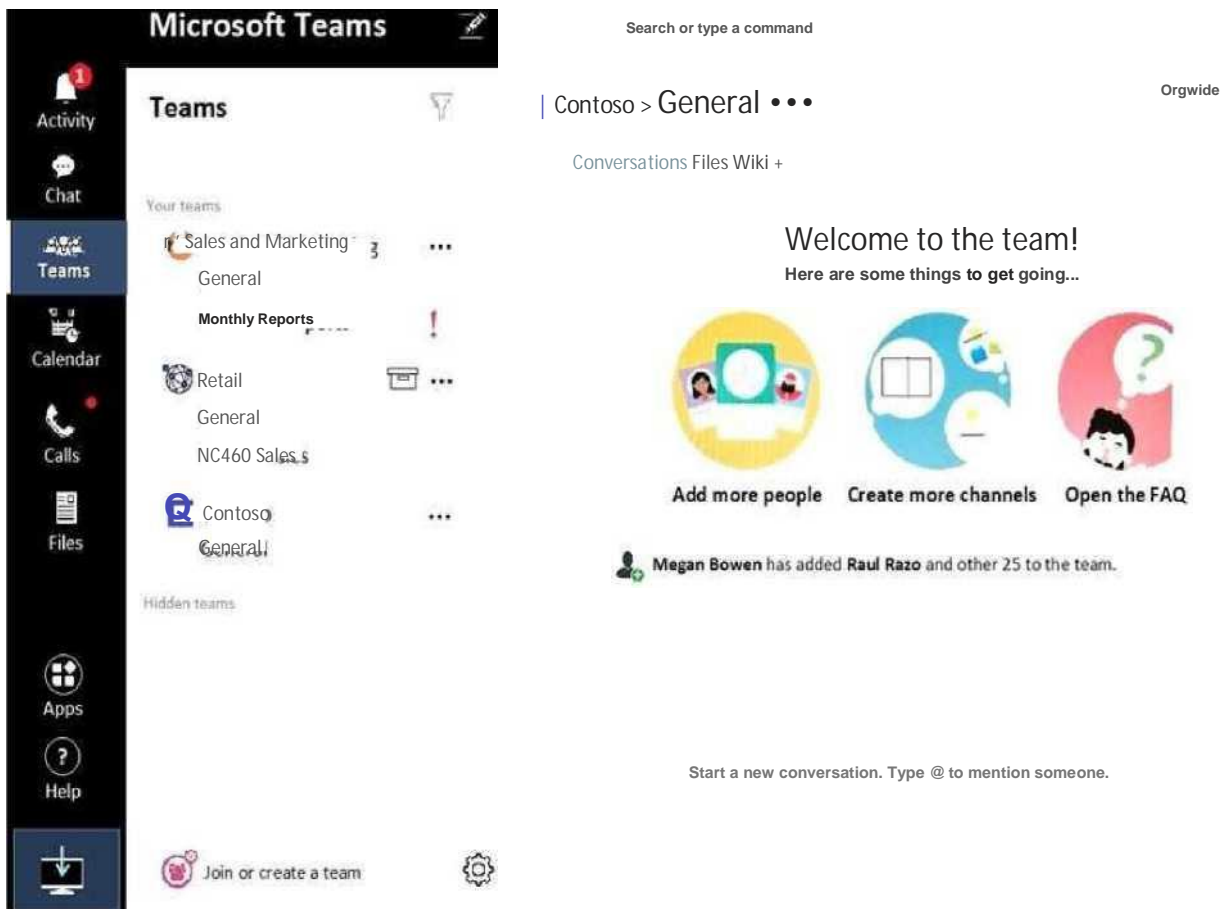 Microsoft Teams
Search or type a command
1
Activity
Teams
Contoso > General •••
Orgwide
Conversations Files Wiki +
Chat
Your teams
Teams
Sales and Marketing
...
General
Monthly Reports
!
Calendar
Retail
...
General
NC460 Sales
Calls
Contoso
...
General
Files
Hidden teams
Welcome to the team!
Here are some things to get going...
Add more people
Create more channels
Open the FAQ
Megan Bowen has added Raul Razo and other 25 to the team.
Apps
?
Help
Start a new conversation. Type @ to mention someone.
Join or create a team